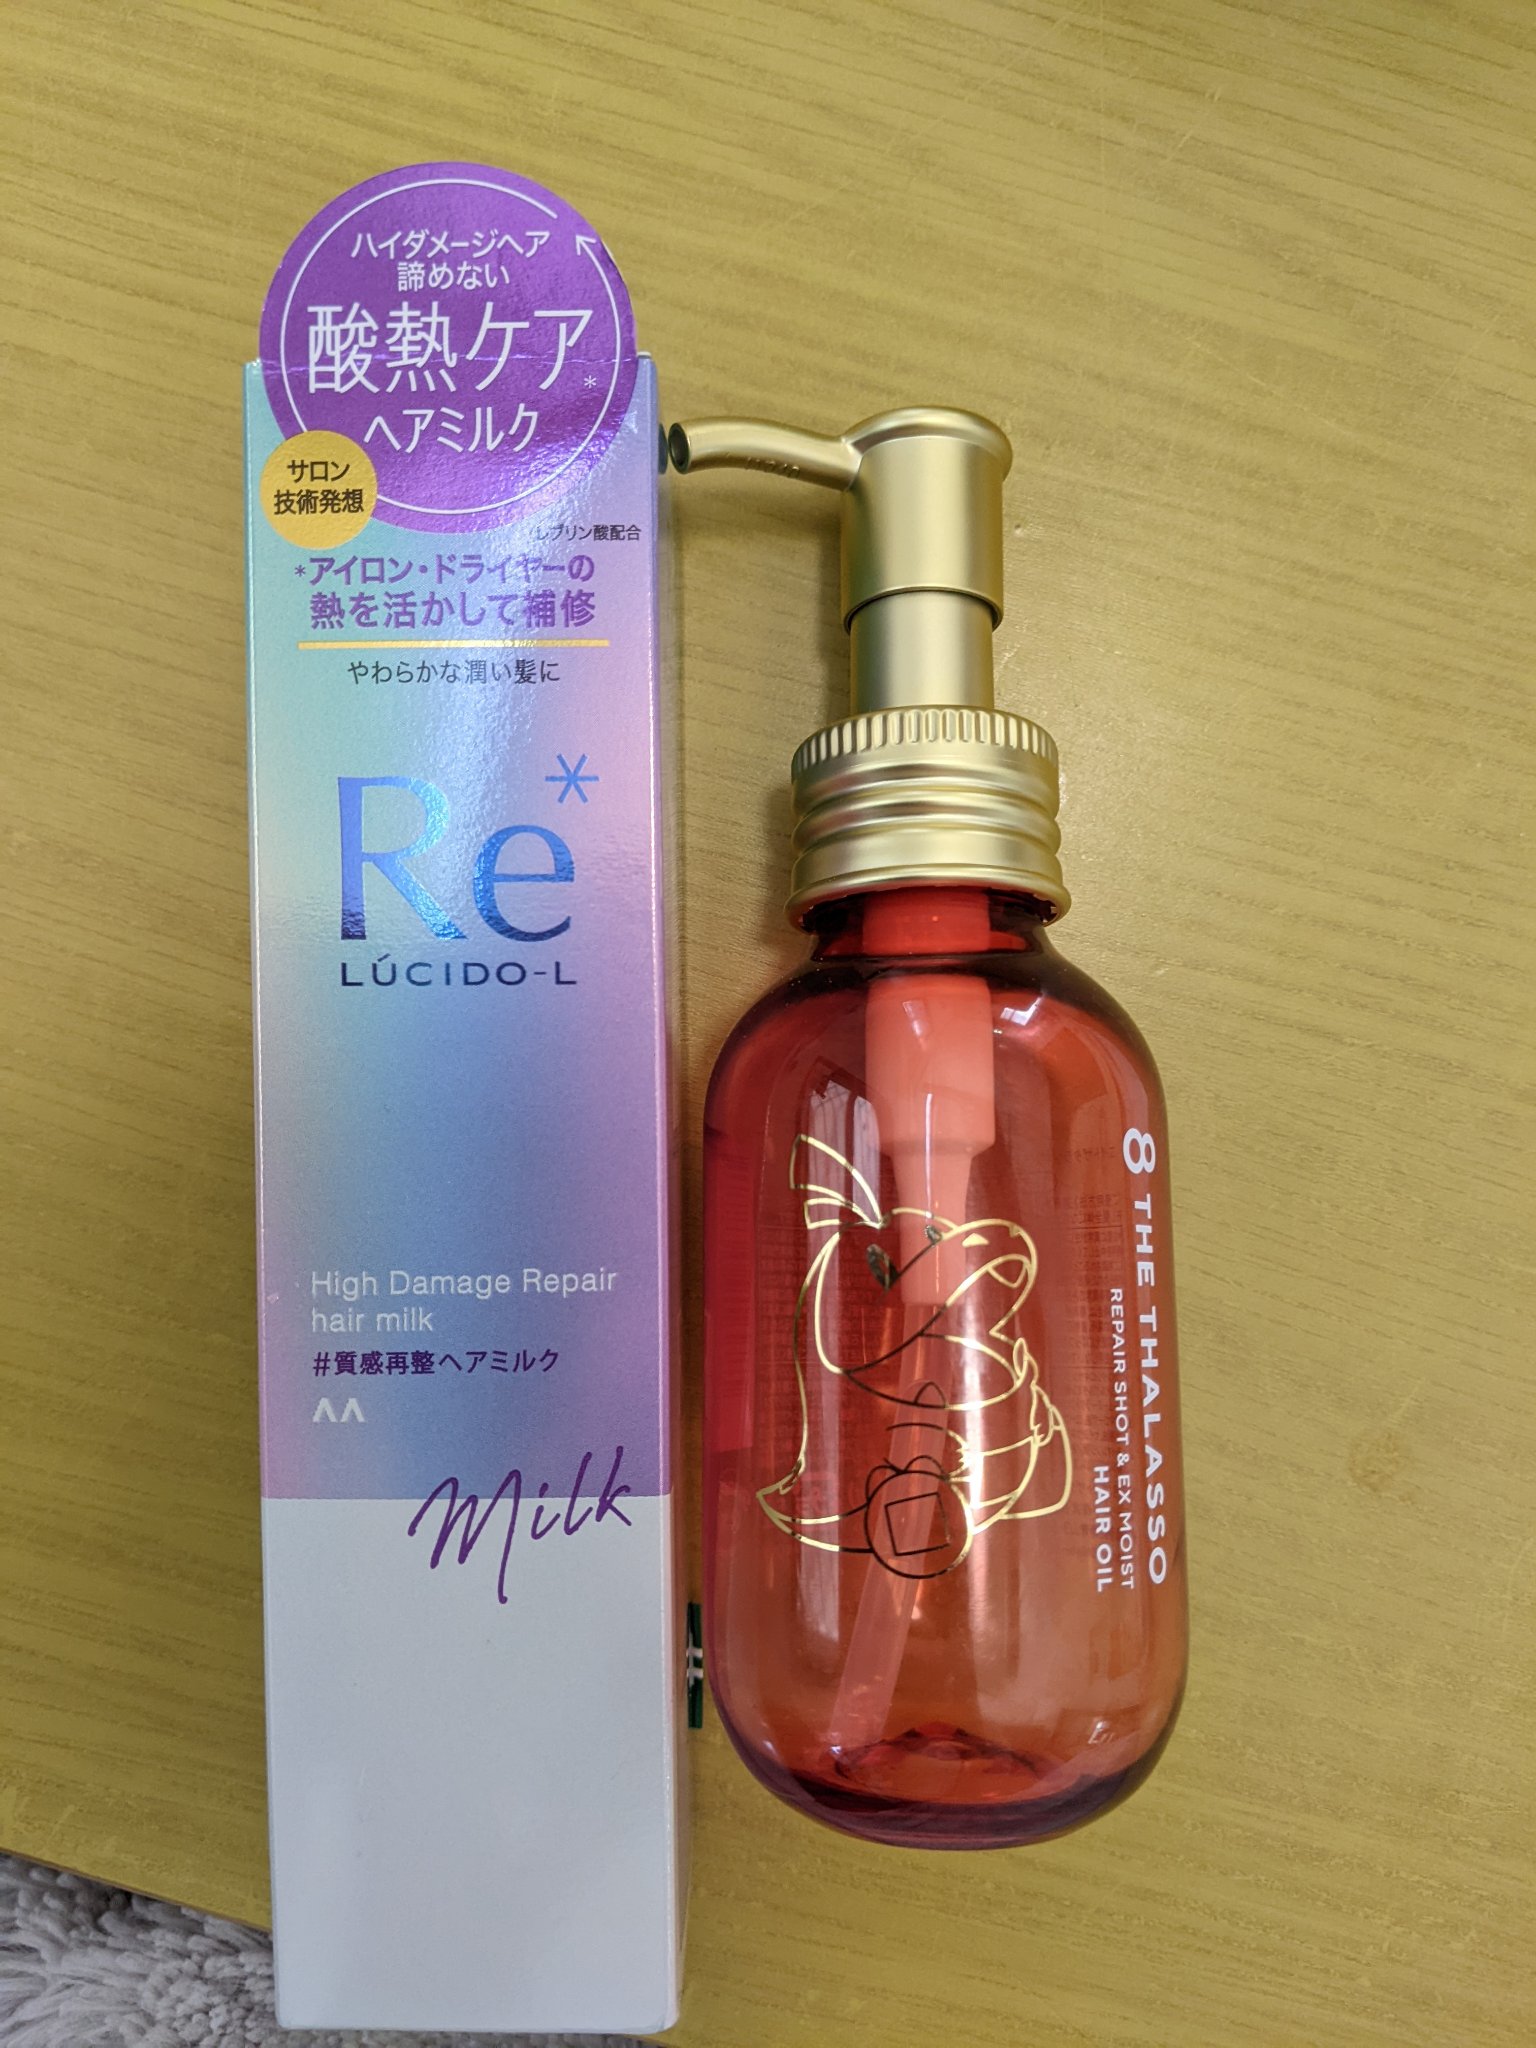 ハイダメージヘア
諦めない
酸熱ケア*
ヘアミルク
サロン
技術発想
レブリン酸配合
*アイロン・ドライヤーの
熱を活かして補修
やわらかな潤い髪に
Re*
LÚCIDO-L
High Damage Repair
hair milk
#質感再整ヘアミルク
Milk
8 THE THALASSO
REPAIR SHOT & EX MOIST
HAIR OIL